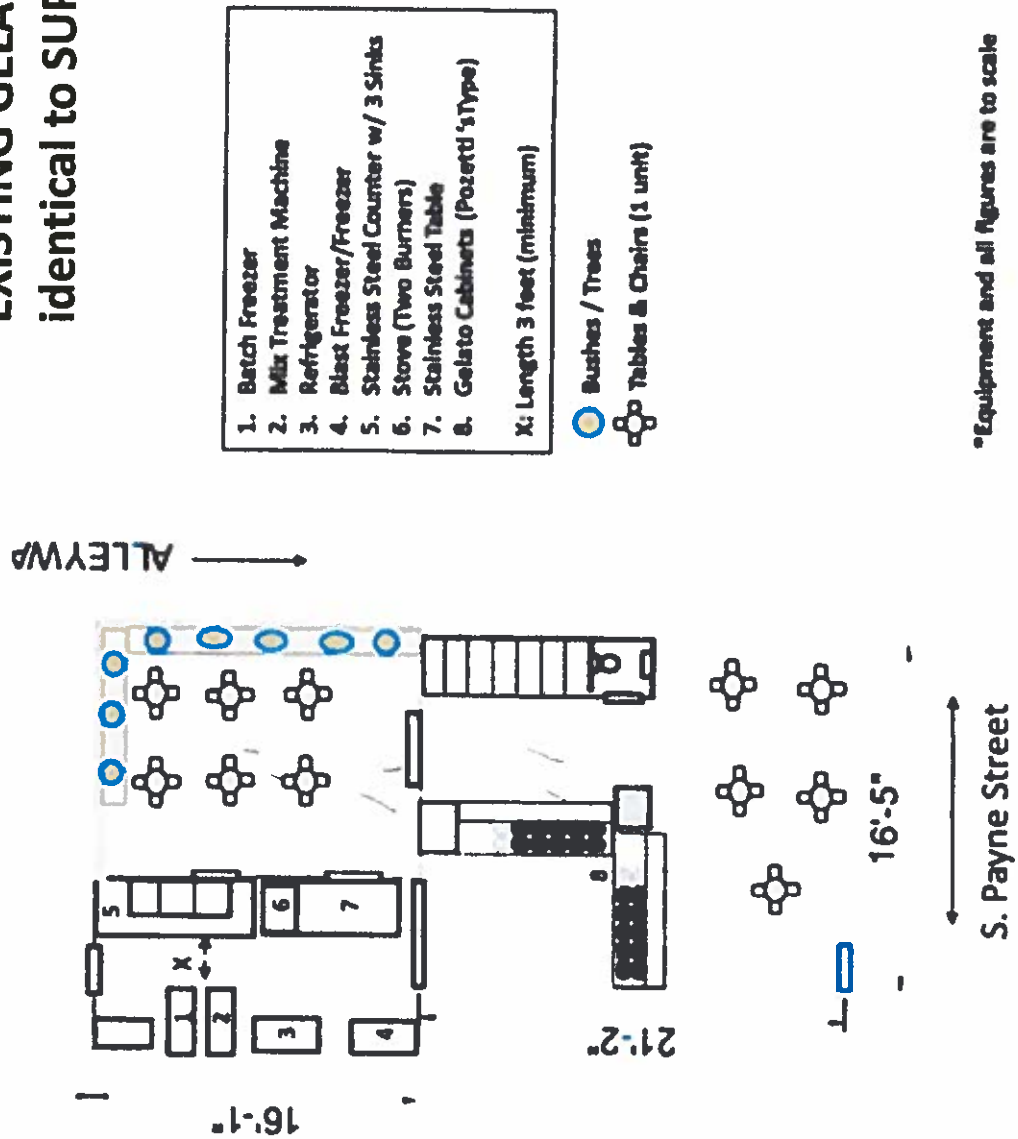 EXISTING GELA
identical to SUP
1. Batch Freezer
2. Mix Treatment Machine
3. Refrigerator
4. Blast Freezer/Freezer
5. Stainless Steel Counter w/ 3 Sinks
6. Stove (Two Burners)
7. Stainless Steel Table
8. Gelato Cabinets (Pozetti 's Type)
X: Length 3 feet (minimum)
Bushes / Trees
Tables & Chairs (1 unit)
*Equipment and all figures are to scale
ALLEYWA
5
6
7
X
1
2
3
4
8
16'-1"
21'-2"
16'-5"
S. Payne Street